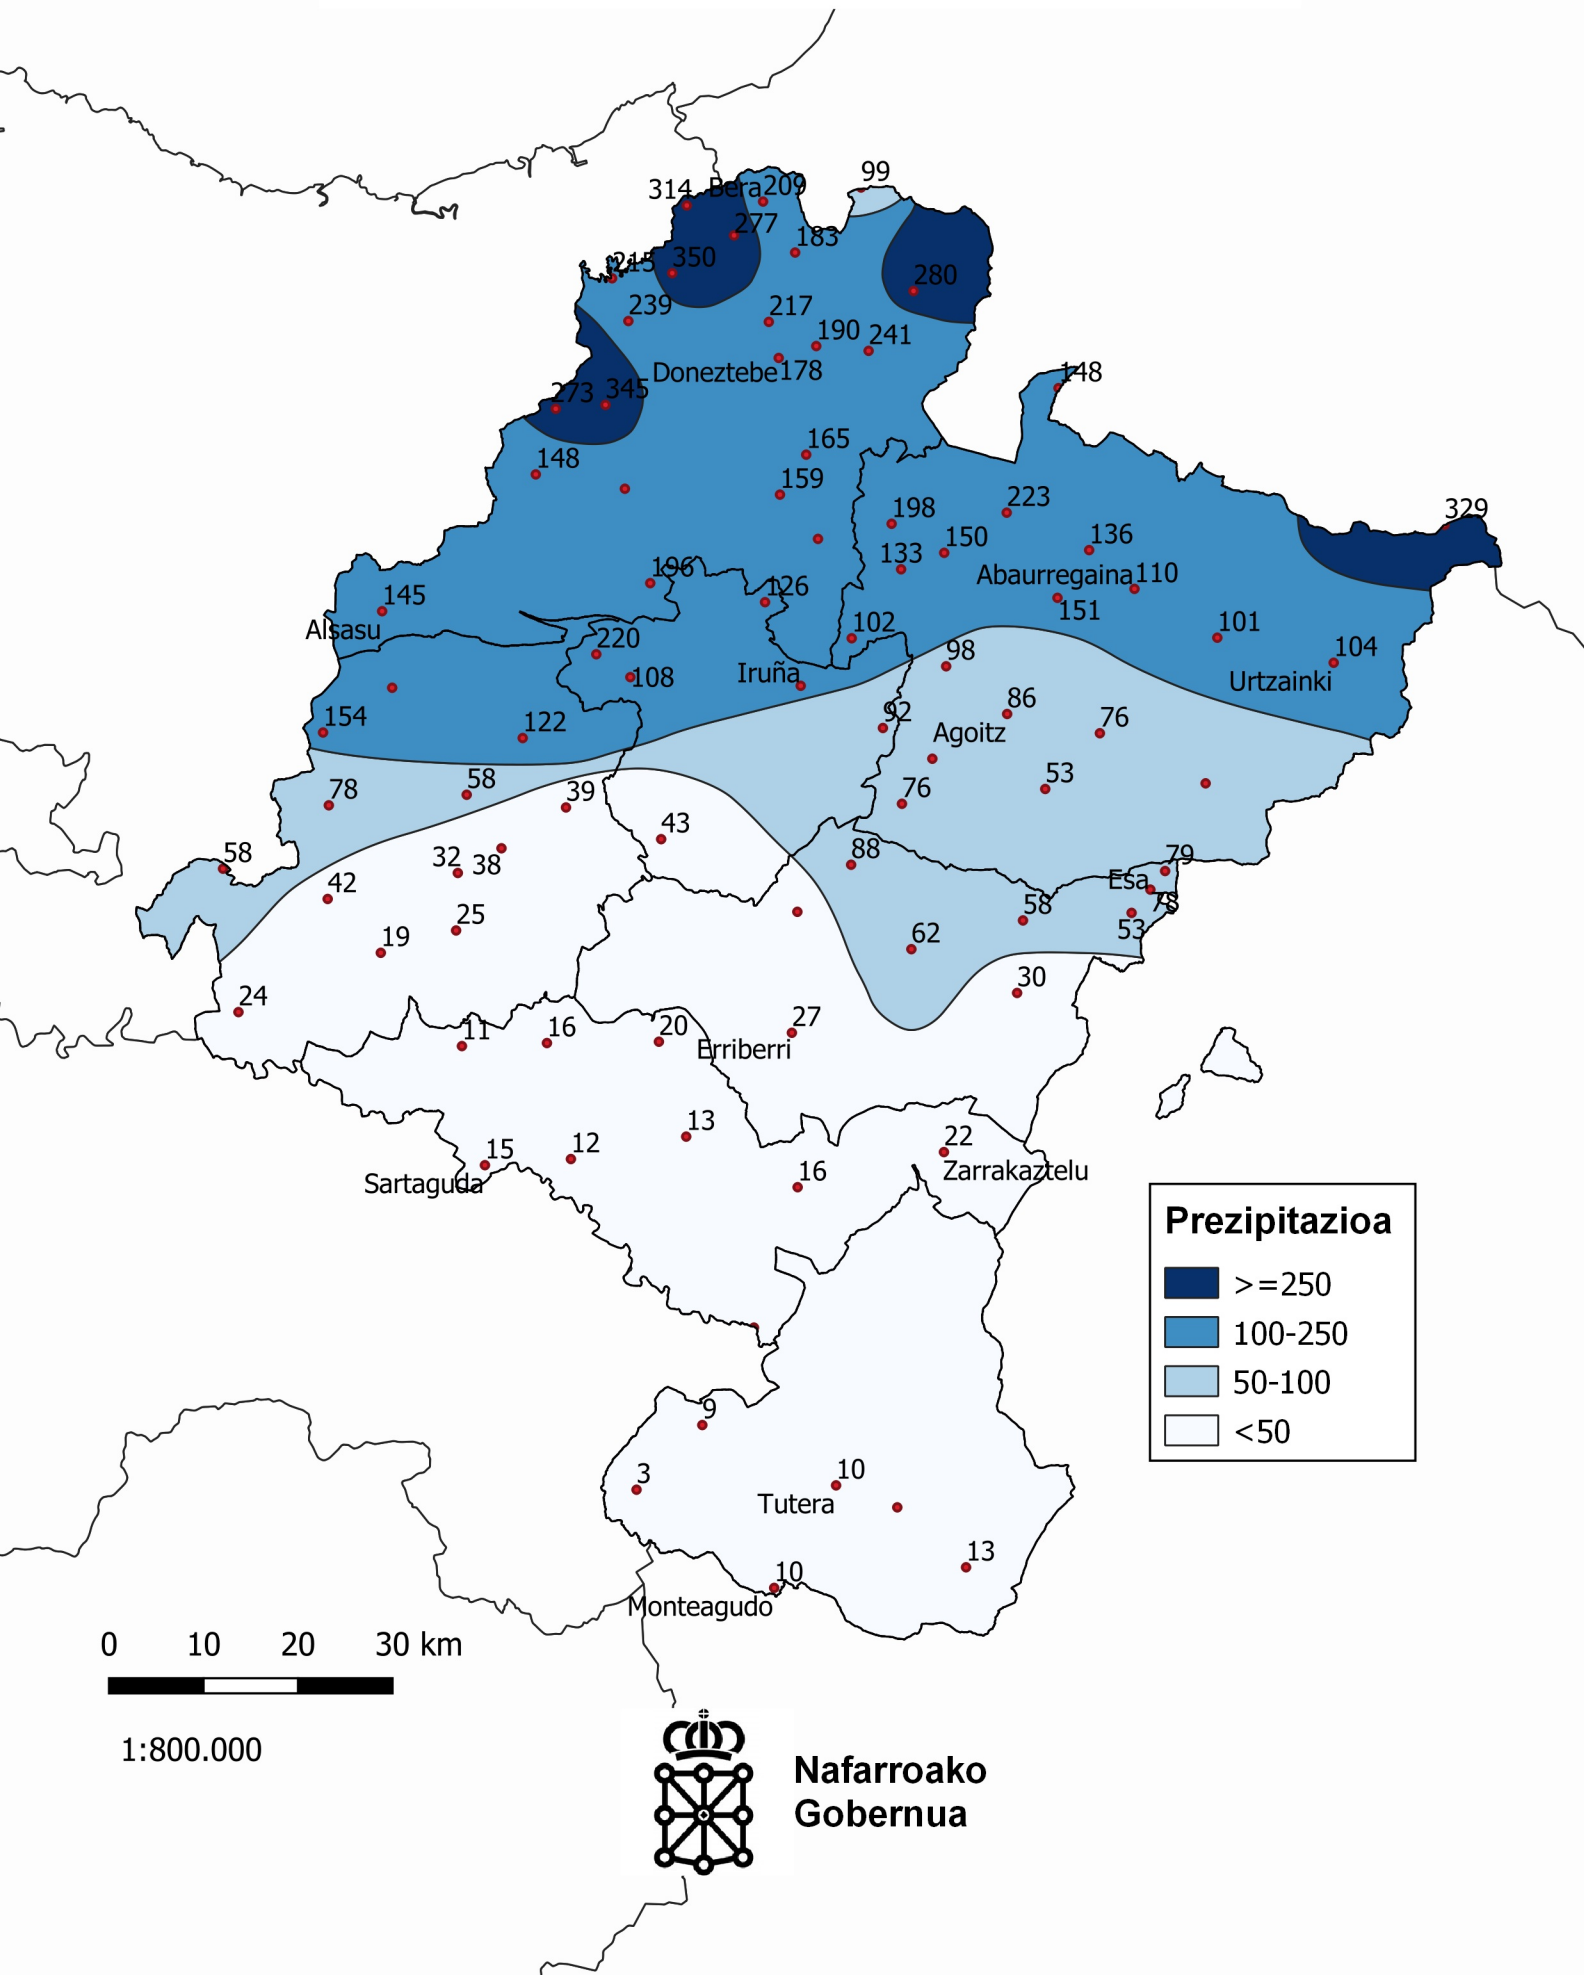 99
314 Bera 209
277
183
215 350
280
239 217
190 241
Doneztebe 178
148
273 345
165
148
159
329
198 223
150 136
133
196 Abaurregaina 110
126
145 151
Alsasu 102 101
220 98 104
108 Iruña Urtzainki
154 122 92 86 76
Agoitz
78 58 39 76 53
43
58 32 38 88 79
42 Esa
78
25 58
19 62 53
24 30
11 16 20 27
Erriberri
13
15 12 22
Sartaguda 16 Zarrakaztelu
Prezipitazioa
>=250
100-250
50-100
<50
9
3 10
Tutera
13
10
Monteagudo
0 10 20 30 km
1:800.000
Nafarroako
Gobernua